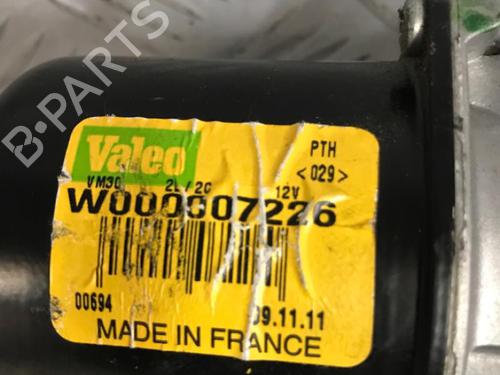 B-PARTS
Valeo
PTH
<029>
VM30 2L/2C 12V
W000007226
00694 09.11.11
MADE IN FRANCE